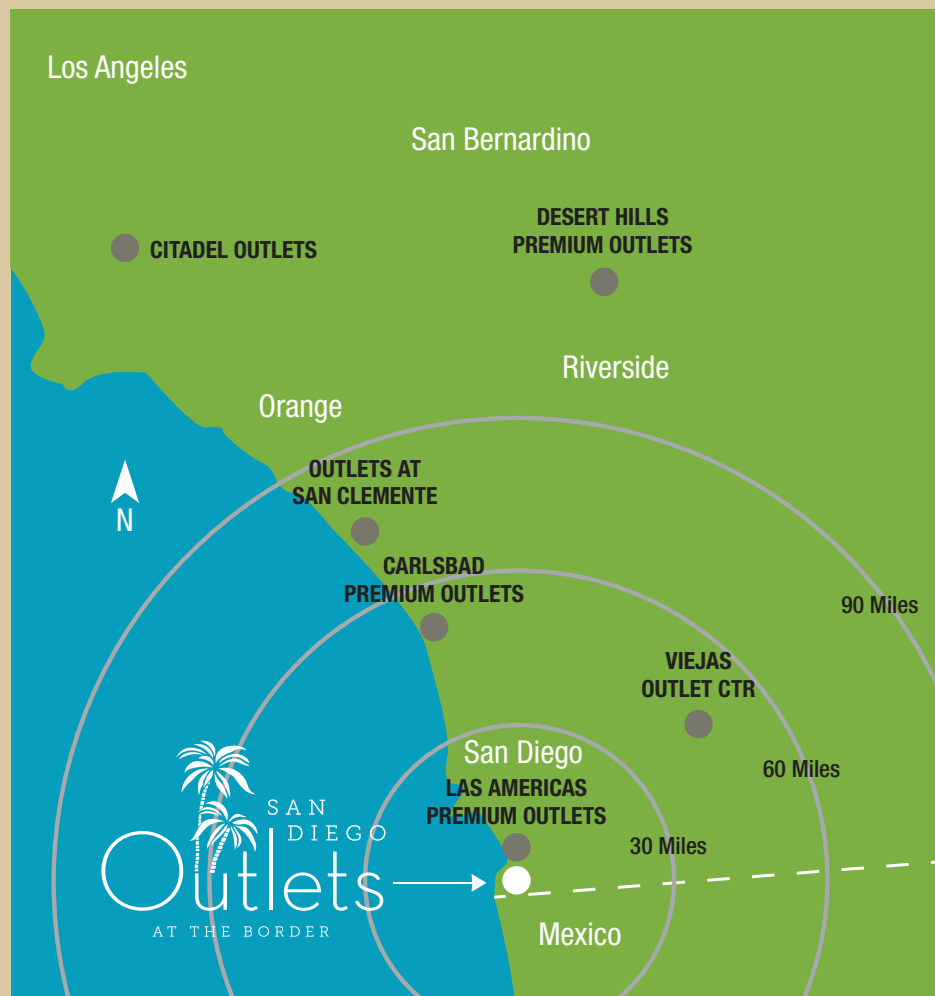 Los Angeles
San Bernardino
DESERT HILLS
PREMIUM OUTLETS
CITADEL OUTLETS
Riverside
Orange
OUTLETS AT
SAN CLEMENTE
N
CARLSBAD
PREMIUM OUTLETS
90 Miles
VIEJAS
OUTLET CTR
San Diego
60 Miles
LAS AMERICAS
PREMIUM OUTLETS
30 Miles
SAN
DIEGO
Outlets
AT THE BORDER
Mexico